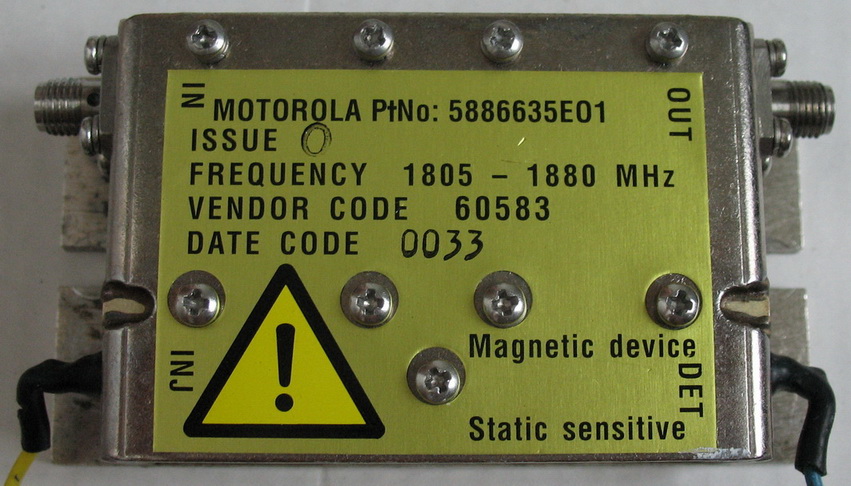 IN
OUT
MOTOROLA PtNo: 5886635E01
ISSUE 0
FREQUENCY 1805 – 1880 MHz
VENDOR CODE 60583
DATE CODE 0033
INJ
!
Magnetic device
DET
Static sensitive